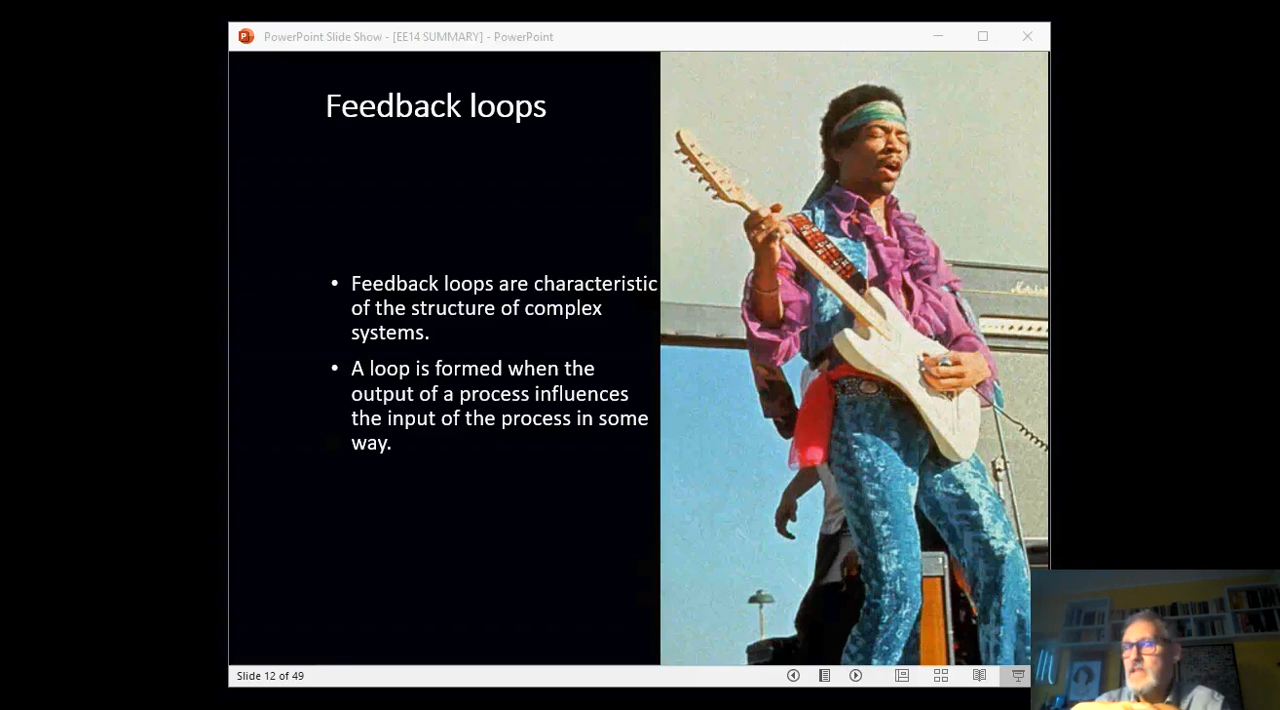 PowerPoint Slide Show - [EE14 SUMMARY] - PowerPoint
Feedback loops
• Feedback loops are characteristic
of the structure of complex
systems.
• A loop is formed when the
output of a process influences
the input of the process in some
way.
Slide 12 of 49